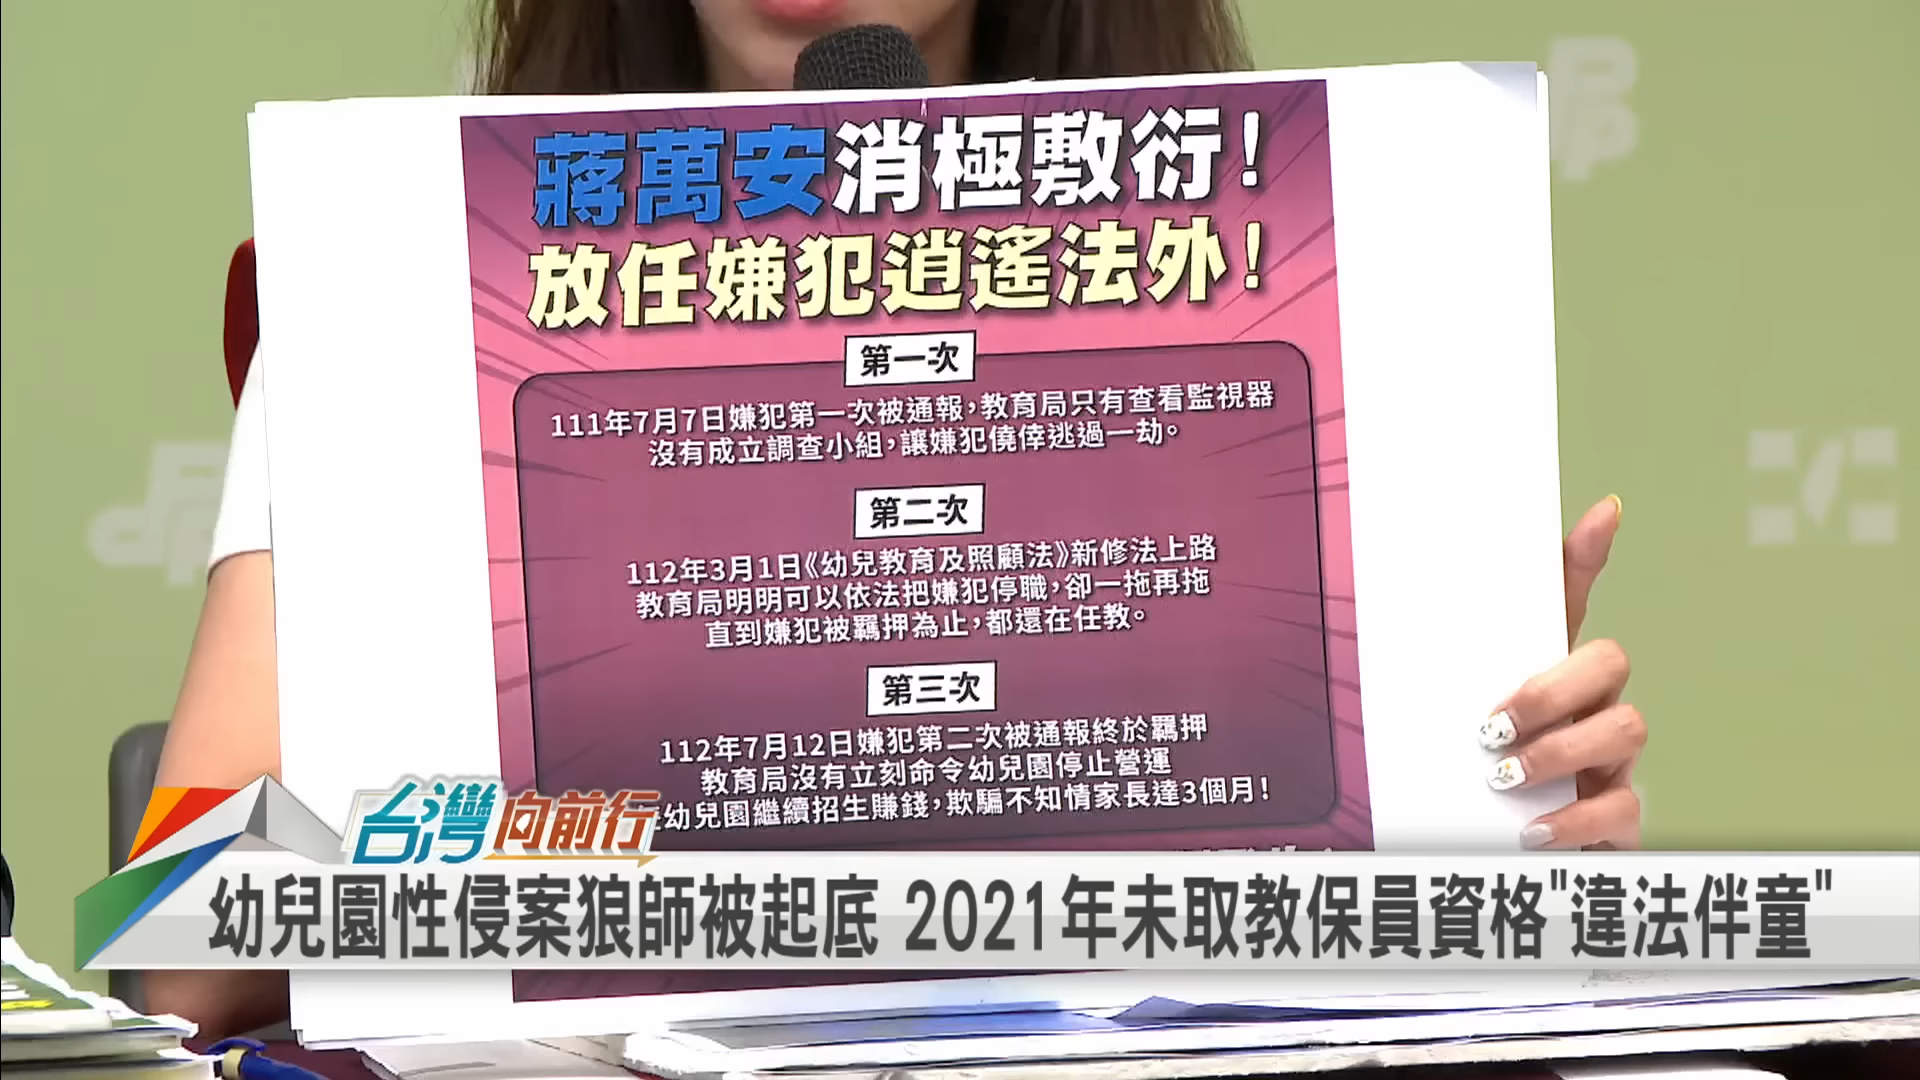 蔣萬安消極敷衍！
放任嫌犯逍遙法外！
第一次
111年7月7日嫌犯第一次被通報，教育局只有查看監視器
沒有成立調查小組，讓嫌犯僥倖逃過一劫。
第二次
112年3月1日《幼兒教育及照顧法》新修法上路
教育局明明可以依法把嫌犯停職，卻一拖再拖
直到嫌犯被羈押為止，都還在任教。
第三次
112年7月12日嫌犯第二次被通報終於羈押
教育局沒有立刻命令幼兒園停止營運
幼兒園繼續招生賺錢，欺騙不知情家長達3個月！
台灣向前行
幼兒園性侵案狼師被起底 2021年未取教保員資格"違法伴童"